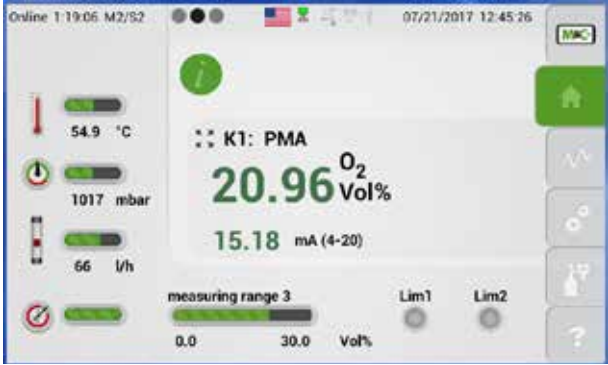 Online 1:19:06 M2/S2
07/21/2017 12:45:26
M&C
54.9 °C
1017 mbar
66 l/h
K1: PMA
20.96 O2 Vol%
15.18 mA (4-20)
measuring range 3
0.0 30.0 Vol%
Lim1 Lim2
?